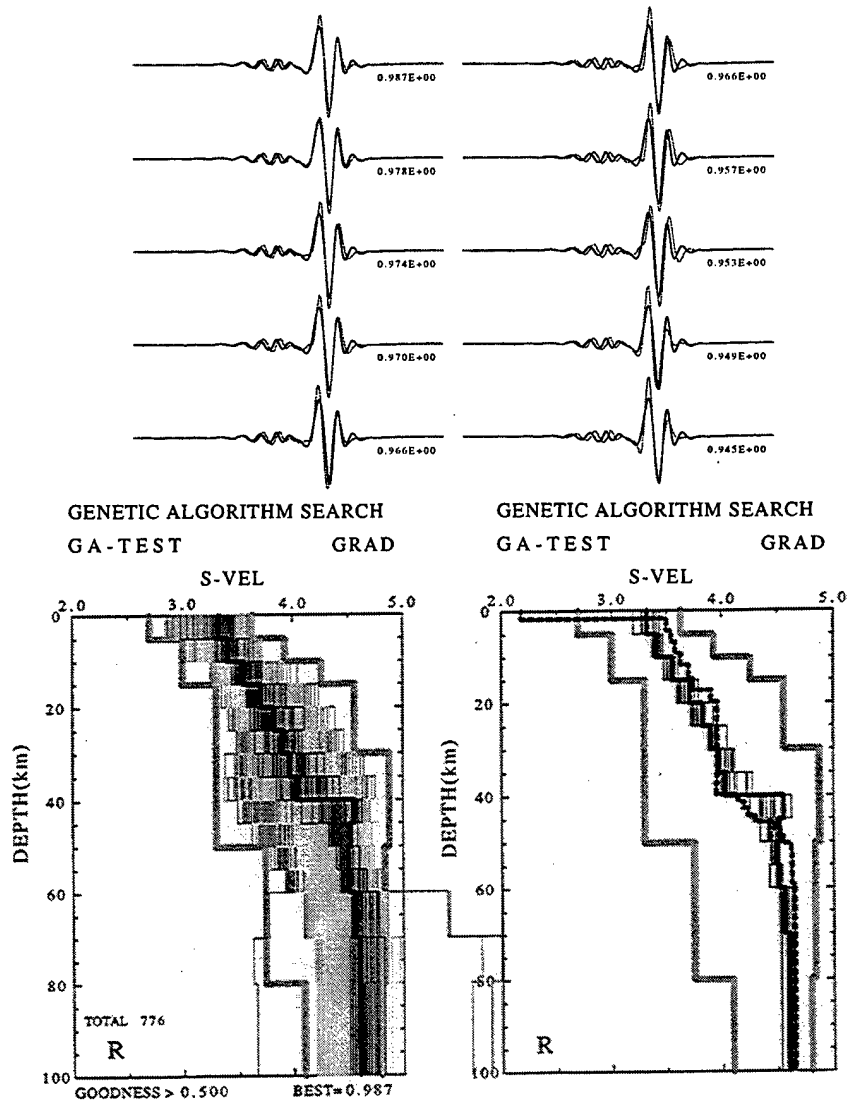 0.987E+00
0.966E+00
0.978E+00
0.957E+00
0.974E+00
0.953E+00
0.970E+00
0.949E+00
0.966E+00
0.945E+00
GENETIC ALGORITHM SEARCH
GA-TEST GRAD
S-VEL
2.0 3.0 4.0 5.0
0
20
40
60
80
100
DEPTH(km)
TOTAL 776
R
GOODNESS > 0.500 BEST= 0.987
GENETIC ALGORITHM SEARCH
GA-TEST GRAD
S-VEL
2.0 3.0 4.0 5.0
0
20
40
60
80
100
DEPTH(km)
R